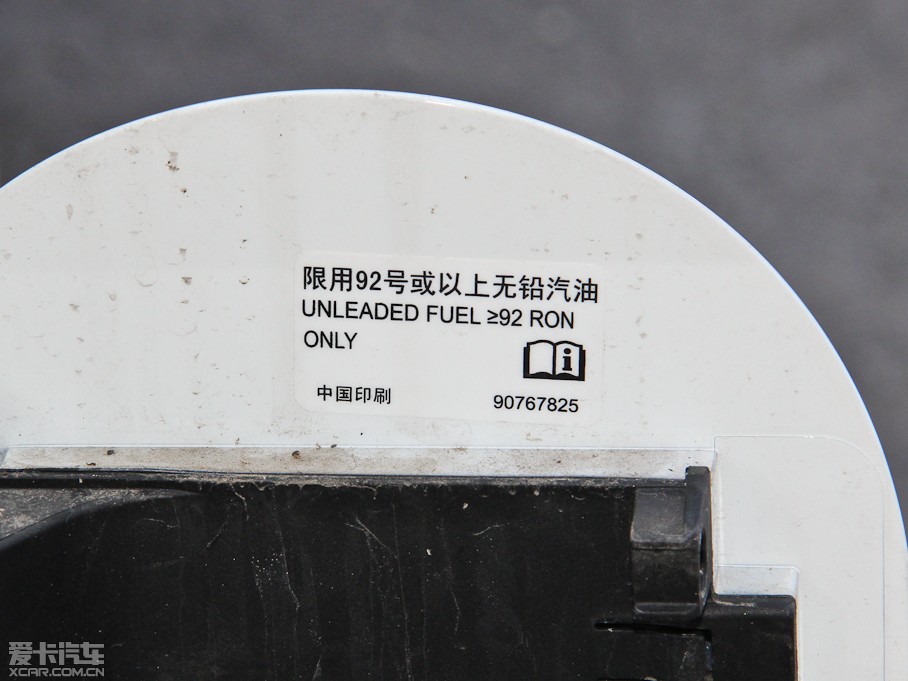 限用92号或以上无铅汽油
UNLEADED FUEL ≥92 RON
ONLY
中国印刷 90767825
爱卡汽车
XCAR.COM.CN